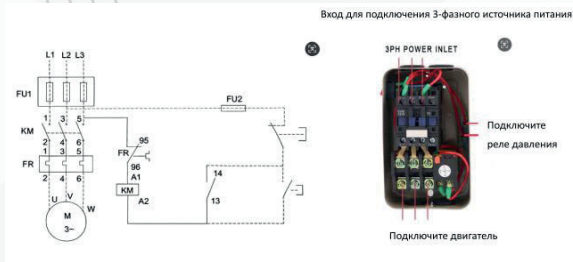 Вход для подключения 3-фазного источника питания
3PH POWER INLET
L1 L2 L3
FU1
FU2
1 3 5
KM
2 4 6
1 3 5
FR
2 4 6
U V W
M
3~
95
FR
96
A1
KM
A2
14
13
Подключите
реле давления
Подключите двигатель